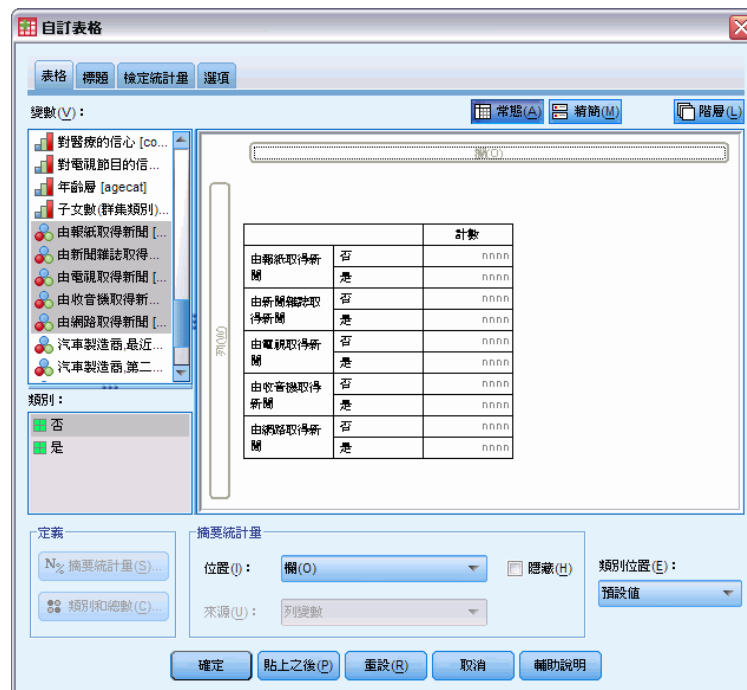 自訂表格
表格 標題 檢定統計量 選項
變數(V)： 常態(A) 精簡(M) 階層(L)
對醫療的信心 [co...
對電視節目的信...
年齡層 [agecat]
子女數(群集類別)...
由報紙取得新聞 [...
由新聞雜誌取得...
由電視取得新聞 [...
由收音機取得新...
由網路取得新聞 [...
汽車製造商,最近...
汽車製造商,第二...
類別：
否
是
欄(O)
計數
由報紙取得新聞 否 nnnn
是 nnnn
由新聞雜誌取得新聞 否 nnnn
是 nnnn
由電視取得新聞 否 nnnn
是 nnnn
由收音機取得新聞 否 nnnn
是 nnnn
由網路取得新聞 否 nnnn
是 nnnn
定義
摘要統計量(S)...
類別和總數(C)...
摘要統計量
位置(I)： 欄(O) 隱藏(H)
來源(U)： 列變數
類別位置(E)：
預設值
確定 貼上之後(P) 重設(R) 取消 輔助說明